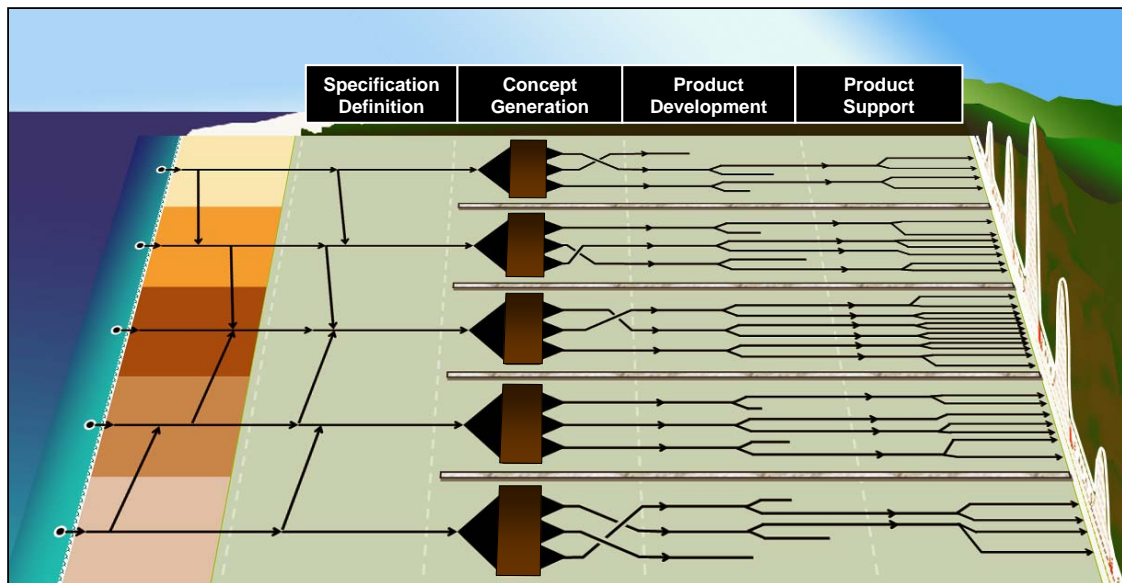 Specification
Definition
Concept
Generation
Product
Development
Product
Support